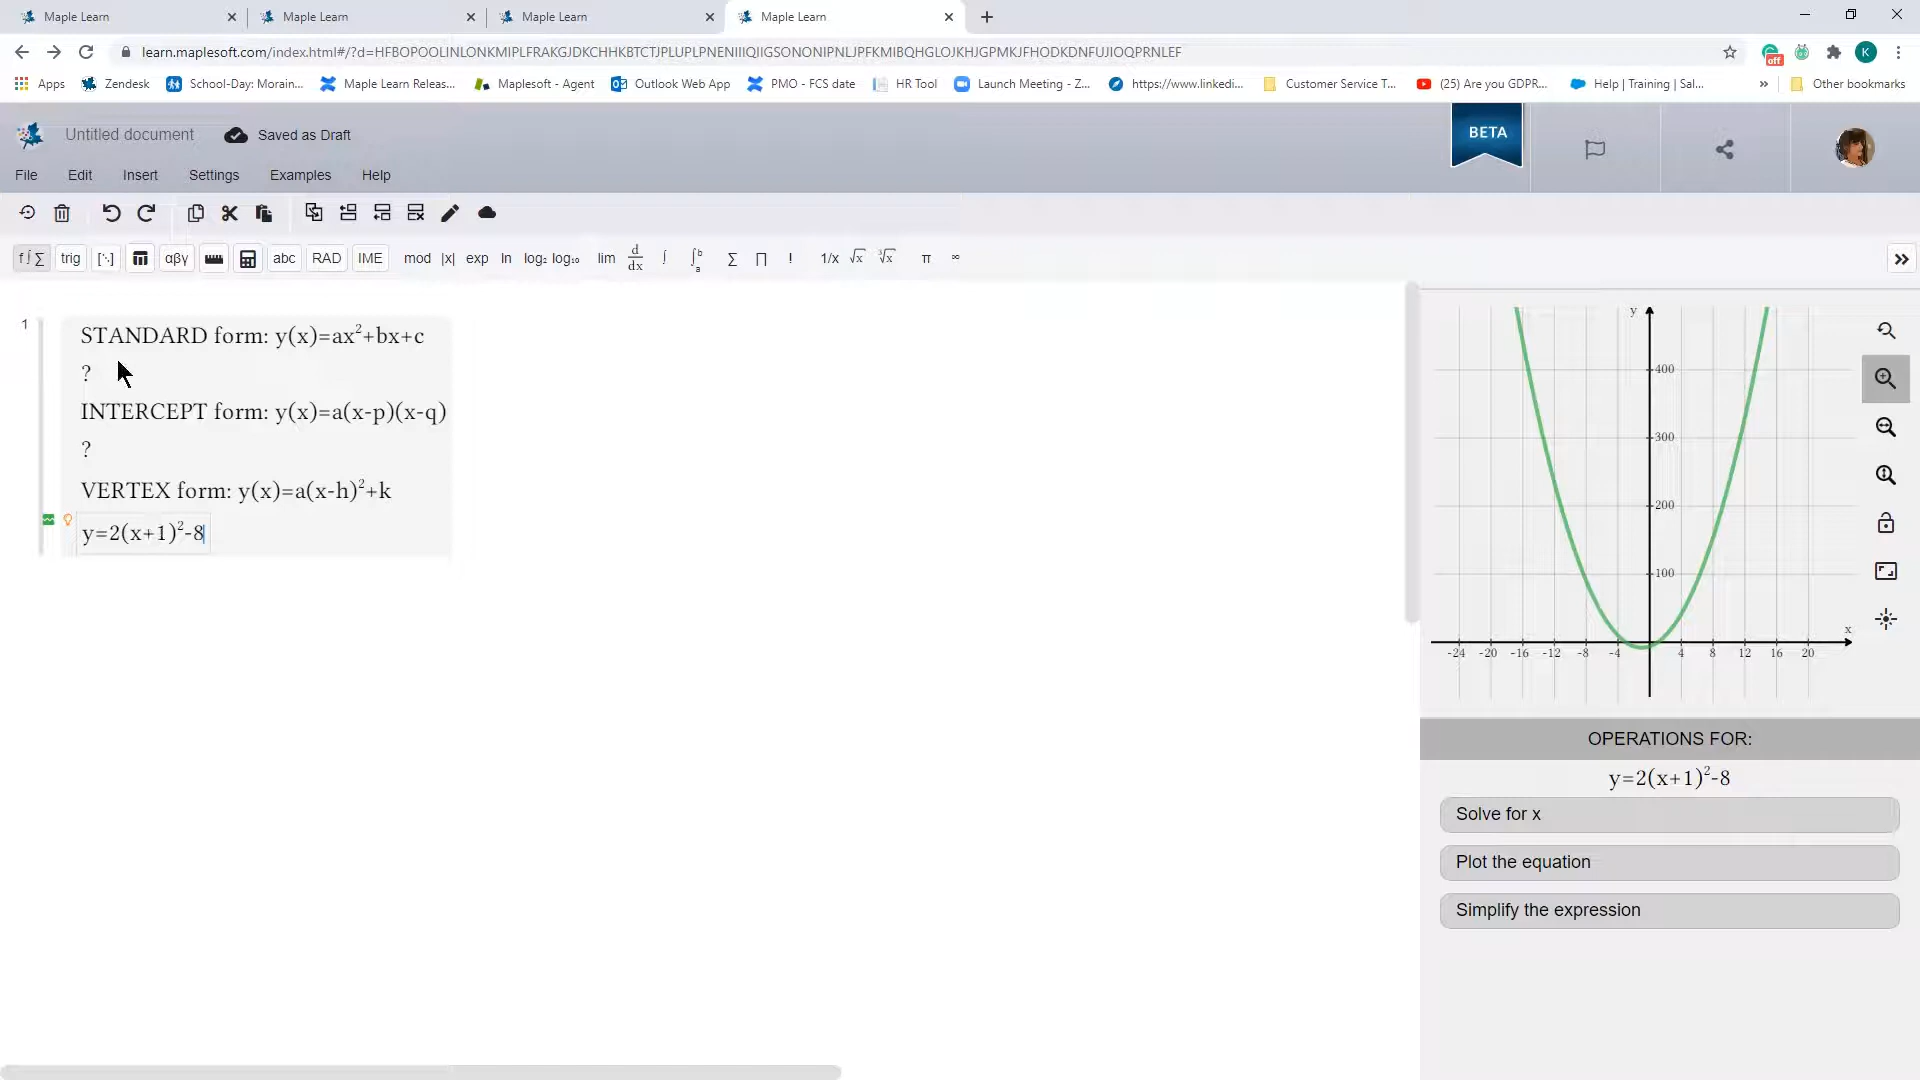 Maple Learn
Maple Learn
Maple Learn
Maple Learn
learn.maplesoft.com/index.html#/?d=HFBOPOOLINLONKMIPLFRAKGJDKCHHKBTCTJPLUPLPNENIIIQIIGSONONIPNLJPFKMIBQHGLOJKHJGPMKJFHODKDNFUJIOQPRNLEF
off
K
Apps Zendesk School-Day: Morain... Maple Learn Releas... Maplesoft - Agent Outlook Web App PMO - FCS date HR Tool Launch Meeting - Z... https://www.linkedi... Customer Service T... (25) Are you GDPR... Help | Training | Sal... » Other bookmarks
Untitled document Saved as Draft
BETA
File Edit Insert Settings Examples Help
f∫∑ trig αβγ abc RAD IME mod |x| exp ln log₂ log₁₀ lim d/dx ∫ ∫ₐᵇ ∑ ∏ ! 1/x √x ³√x π ∞
1
STANDARD form: y(x)=ax²+bx+c
?
INTERCEPT form: y(x)=a(x-p)(x-q)
?
VERTEX form: y(x)=a(x-h)²+k
y=2(x+1)²-8
y
400
300
200
100
x
-24 -20 -16 -12 -8 -4 4 8 12 16 20
OPERATIONS FOR:
y=2(x+1)²-8
Solve for x
Plot the equation
Simplify the expression